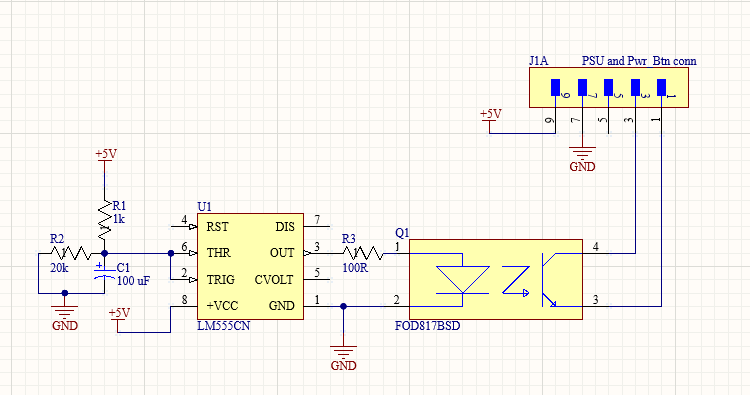 J1A PSU and Pwr Btn conn
9 7 5 3 1
9 7 5 3 1
+5V
GND
+5V
R1
1k
R2
20k
C1
100 uF
GND
+5V
U1
4 RST DIS 7
6 THR OUT 3
2 TRIG CVOLT 5
8 +VCC GND 1
LM555CN
R3
100R
GND
Q1
1 4
2 3
FOD817BSD